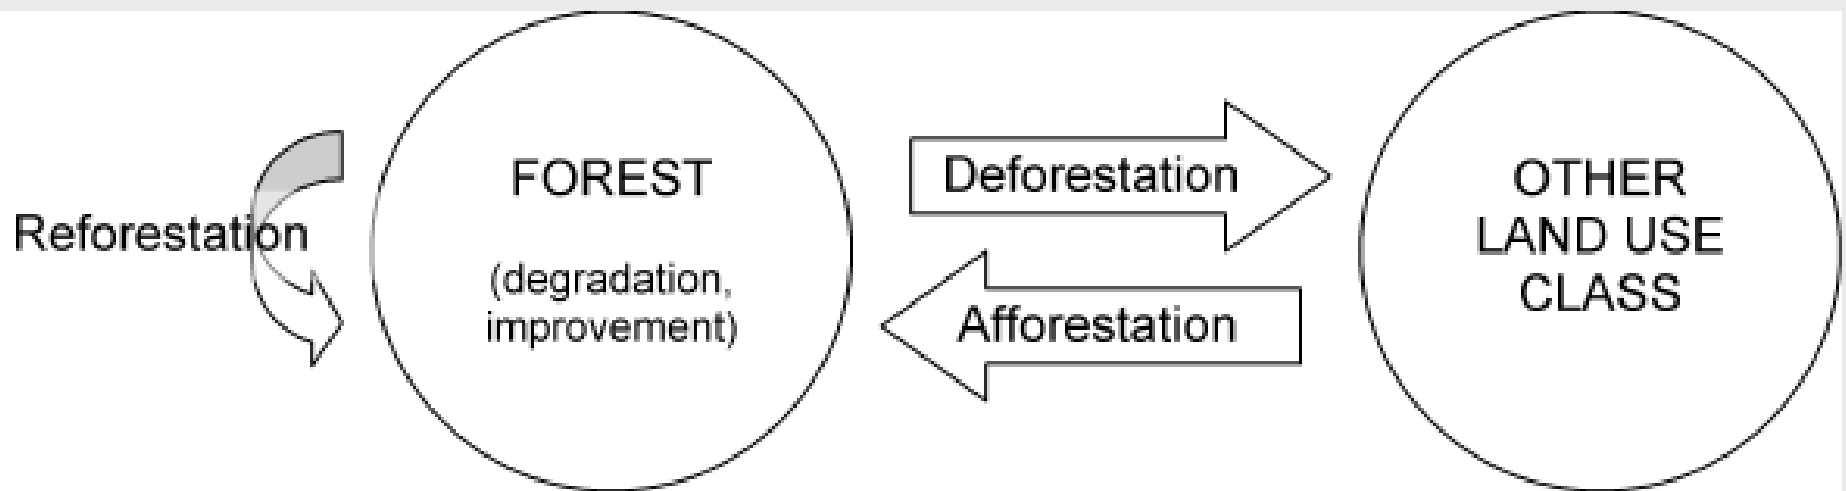 Reforestation
FOREST
(degradation,
improvement)
Deforestation
Afforestation
OTHER
LAND USE
CLASS